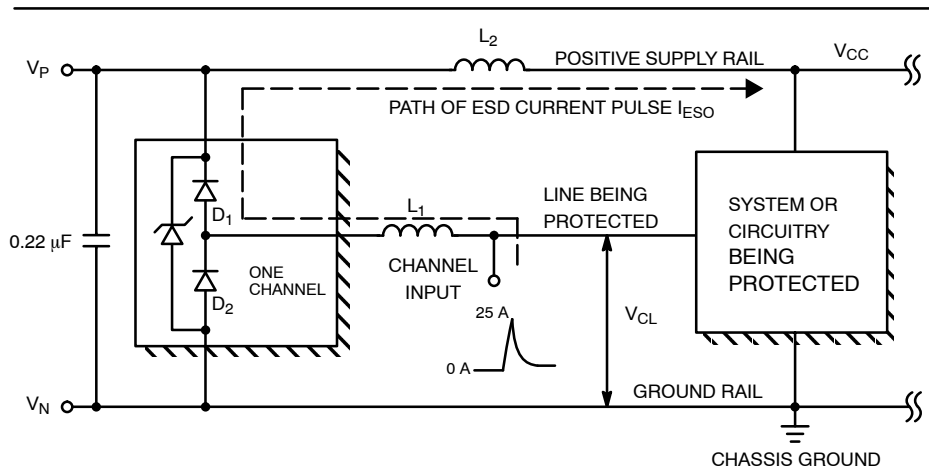 L2
VP
POSITIVE SUPPLY RAIL
VCC
PATH OF ESD CURRENT PULSE IESO
D1
L1
LINE BEING
PROTECTED
SYSTEM OR
CIRCUITRY
BEING
PROTECTED
0.22 µF
ONE
CHANNEL
D2
CHANNEL
INPUT
25 A
VCL
0 A
VN
GROUND RAIL
CHASSIS GROUND